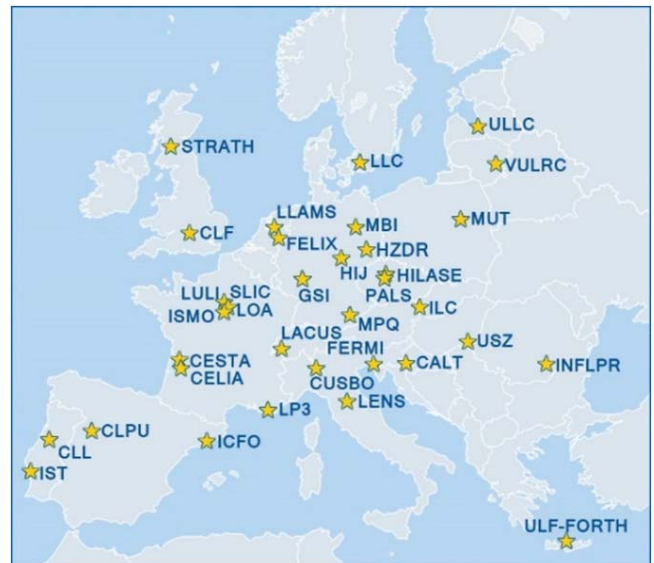 ULLC
STRATH
LLC
VULRC
LLAMS
MBI
MUT
CLF
FELIX
HZDR
HIJ
HILASE
GSI
PALS
LULI
SLIC
ISMO
LOA
ILC
MPQ
LACUS
FERMI
USZ
CESTA
CALT
INFLPR
CELIA
CUSBO
LENS
LP3
CLPU
ICFO
CLL
IST
ULF-FORTH